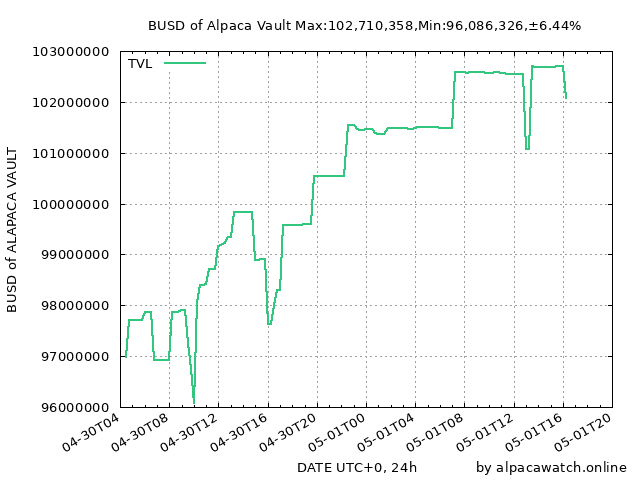 BUSD of Alpaca Vault Max:102,710,358,Min:96,086,326,±6.44%
TVL
103000000
102000000
101000000
100000000
99000000
98000000
97000000
96000000
BUSD of ALAPACA VAULT
04-30T04
04-30T08
04-30T12
04-30T16
04-30T20
05-01T00
05-01T04
05-01T08
05-01T12
05-01T16
05-01T20
DATE UTC+0, 24h
by alpacawatch.online